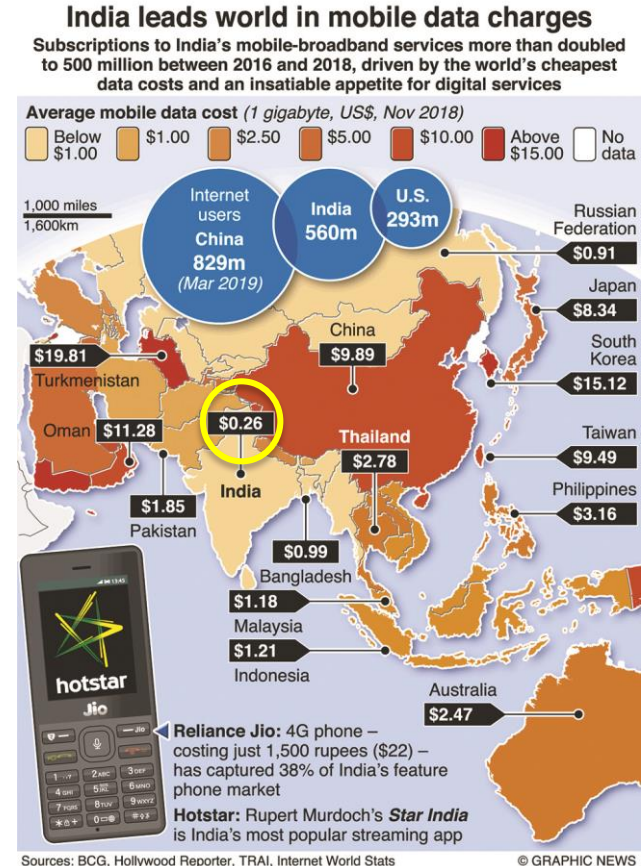 India leads world in mobile data charges
Subscriptions to India's mobile-broadband services more than doubled
to 500 million between 2016 and 2018, driven by the world's cheapest
data costs and an insatiable appetite for digital services
Average mobile data cost (1 gigabyte, US$, Nov 2018)
Below $1.00
$1.00
$2.50
$5.00
$10.00
Above $15.00
No data
1,000 miles
1,600km
Internet
users
China
829m
(Mar 2019)
India
560m
U.S.
293m
Russian
Federation
$0.91
Japan
$8.34
South
Korea
$15.12
China
$9.89
$19.81
Turkmenistan
Oman $11.28
$0.26
India
Thailand
$2.78
Taiwan
$9.49
Philippines
$3.16
$1.85
Pakistan
$0.99
Bangladesh
$1.18
Malaysia
$1.21
Indonesia
Australia
$2.47
hotstar
Jio
Reliance Jio: 4G phone –
costing just 1,500 rupees ($22) –
has captured 38% of India's feature
phone market
Hotstar: Rupert Murdoch's Star India
is India's most popular streaming app
Sources: BCG, Hollywood Reporter, TRAI, Internet World Stats
© GRAPHIC NEWS